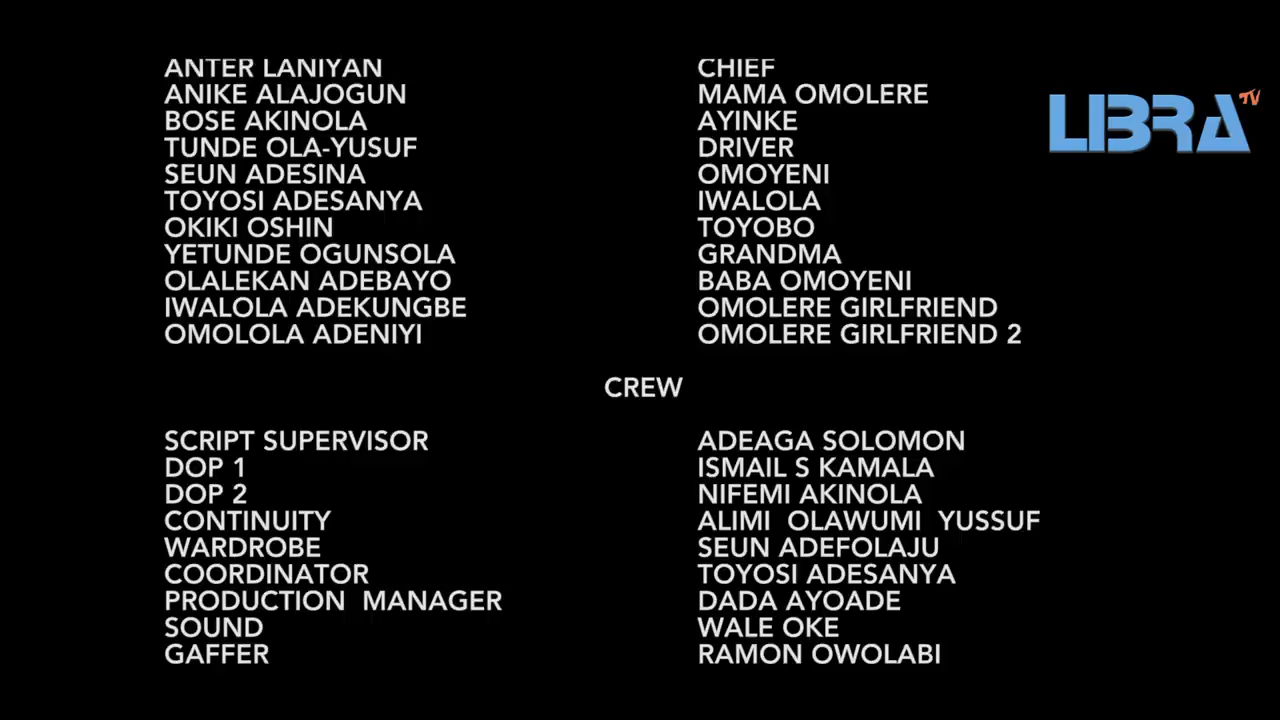 ANTER LANIYAN CHIEF
ANIKE ALAJOGUN MAMA OMOLERE
BOSE AKINOLA AYINKE
TUNDE OLA-YUSUF DRIVER
SEUN ADESINA OMOYENI
TOYOSI ADESANYA IWALOLA
OKIKI OSHIN TOYOBO
YETUNDE OGUNSOLA GRANDMA
OLALEKAN ADEBAYO BABA OMOYENI
IWALOLA ADEKUNGBE OMOLERE GIRLFRIEND
OMOLOLA ADENIYI OMOLERE GIRLFRIEND 2
CREW
SCRIPT SUPERVISOR ADEAGA SOLOMON
DOP 1 ISMAIL S KAMALA
DOP 2 NIFEMI AKINOLA
CONTINUITY ALIMI OLAWUMI YUSSUF
WARDROBE SEUN ADEFOLAJU
COORDINATOR TOYOSI ADESANYA
PRODUCTION MANAGER DADA AYOADE
SOUND WALE OKE
GAFFER RAMON OWOLABI
LIBRA TV